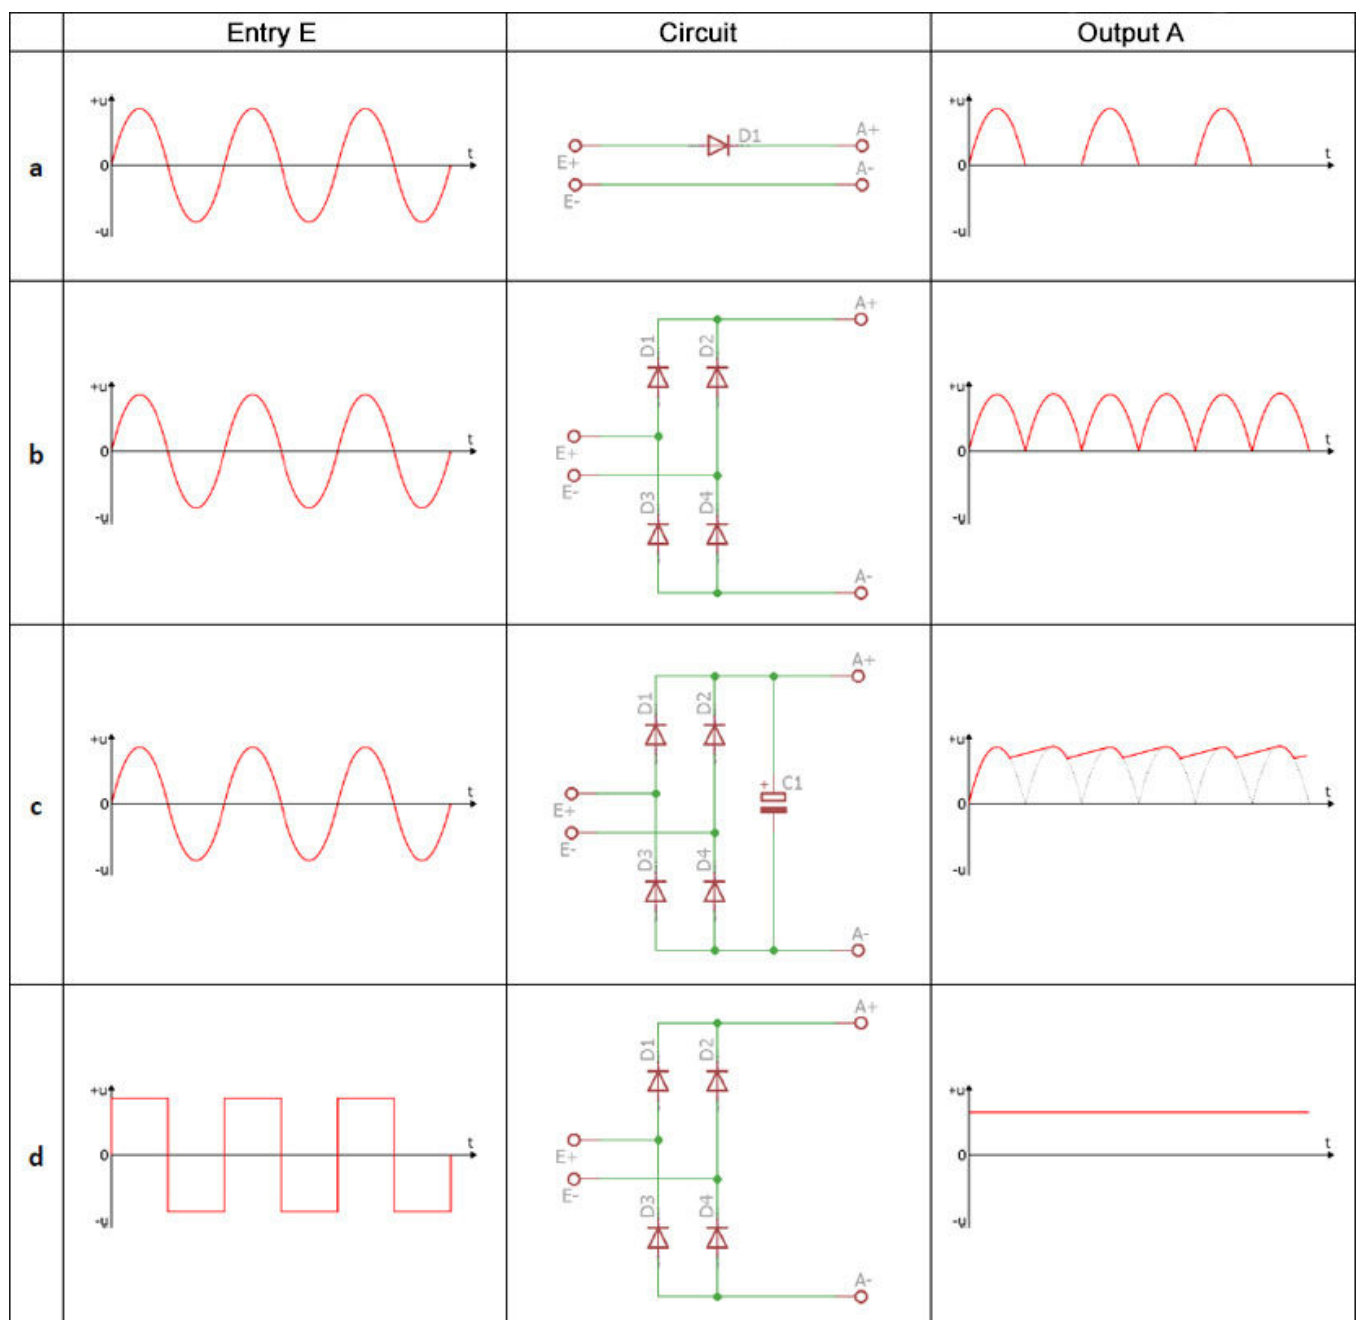 Entry E Circuit Output A
a
+u
0
-u
t
E+
E-
D1
A+
A-
+u
0
-u
t
b
+u
0
-u
t
D1 D2
E+
E-
D3 D4
A+
A-
+u
0
-u
t
c
+u
0
-u
t
D1 D2
E+
E-
D3 D4
+ C1
A+
A-
+u
0
-u
t
d
+u
0
-u
t
D1 D2
E+
E-
D3 D4
A+
A-
+u
0
-u
t